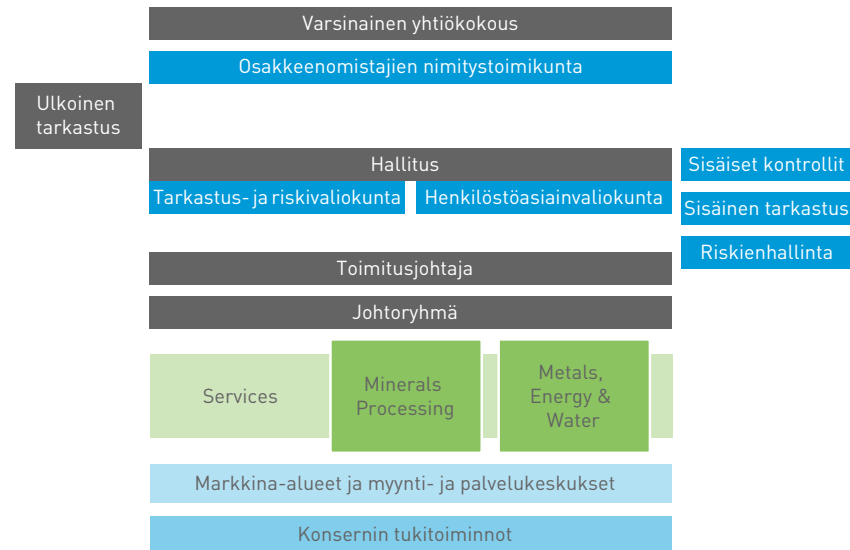 Varsinainen yhtiökokous
Osakkeenomistajien nimitystoimikunta
Ulkoinen
tarkastus
Hallitus
Sisäiset kontrollit
Tarkastus- ja riskivaliokunta
Henkilöstöasiainvaliokunta
Sisäinen tarkastus
Riskienhallinta
Toimitusjohtaja
Johtoryhmä
Services
Minerals
Processing
Metals,
Energy &
Water
Markkina-alueet ja myynti- ja palvelukeskukset
Konsernin tukitoiminnot